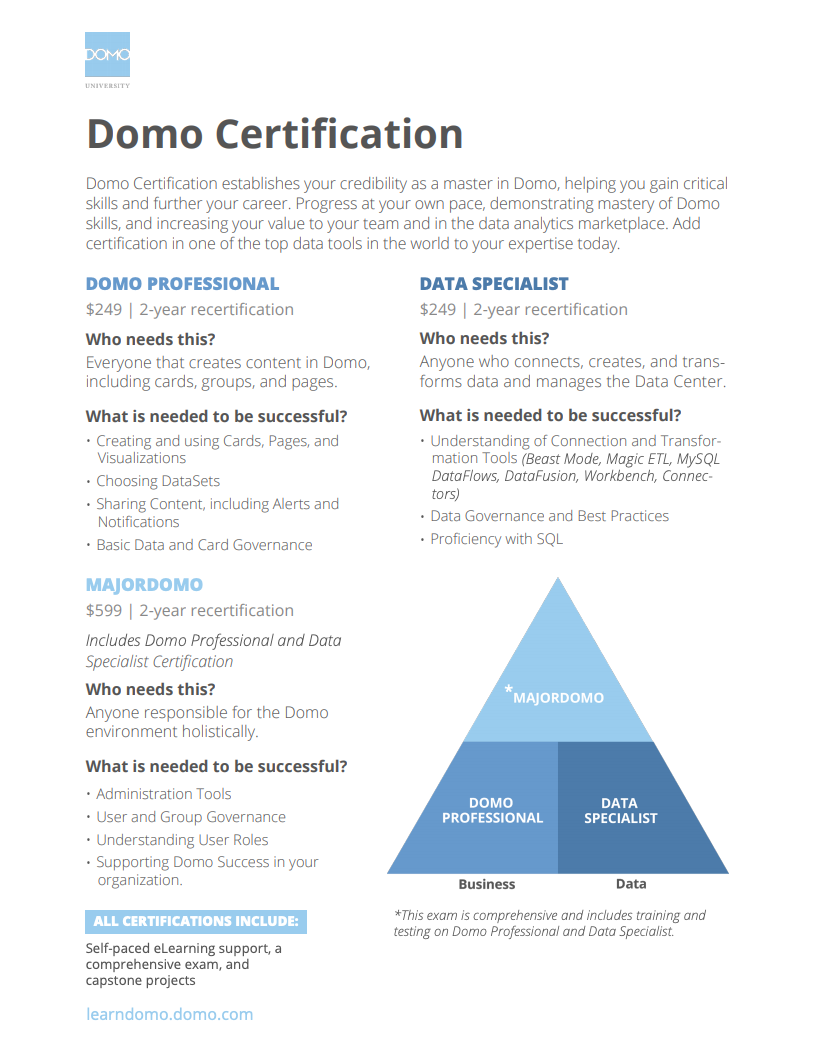 DOMO
UNIVERSITY
Domo Certification
Domo Certification establishes your credibility as a master in Domo, helping you gain critical
skills and further your career. Progress at your own pace, demonstrating mastery of Domo
skills, and increasing your value to your team and in the data analytics marketplace. Add
certification in one of the top data tools in the world to your expertise today.
DOMO PROFESSIONAL
$249 | 2-year recertification
Who needs this?
Everyone that creates content in Domo,
including cards, groups, and pages.
What is needed to be successful?
• Creating and using Cards, Pages, and
Visualizations
• Choosing DataSets
• Sharing Content, including Alerts and
Notifications
• Basic Data and Card Governance
DATA SPECIALIST
$249 | 2-year recertification
Who needs this?
Anyone who connects, creates, and trans-
forms data and manages the Data Center.
What is needed to be successful?
• Understanding of Connection and Transfor-
mation Tools (Beast Mode, Magic ETL, MySQL
DataFlows, DataFusion, Workbench, Connec-
tors)
• Data Governance and Best Practices
• Proficiency with SQL
MAJORDOMO
$599 | 2-year recertification
Includes Domo Professional and Data
Specialist Certification
Who needs this?
Anyone responsible for the Domo
environment holistically.
What is needed to be successful?
• Administration Tools
• User and Group Governance
• Understanding User Roles
• Supporting Domo Success in your
organization.
*MAJORDOMO
DOMO
PROFESSIONAL
DATA
SPECIALIST
Business
Data
*This exam is comprehensive and includes training and
testing on Domo Professional and Data Specialist.
ALL CERTIFICATIONS INCLUDE:
Self-paced eLearning support, a
comprehensive exam, and
capstone projects
learndomo.domo.com